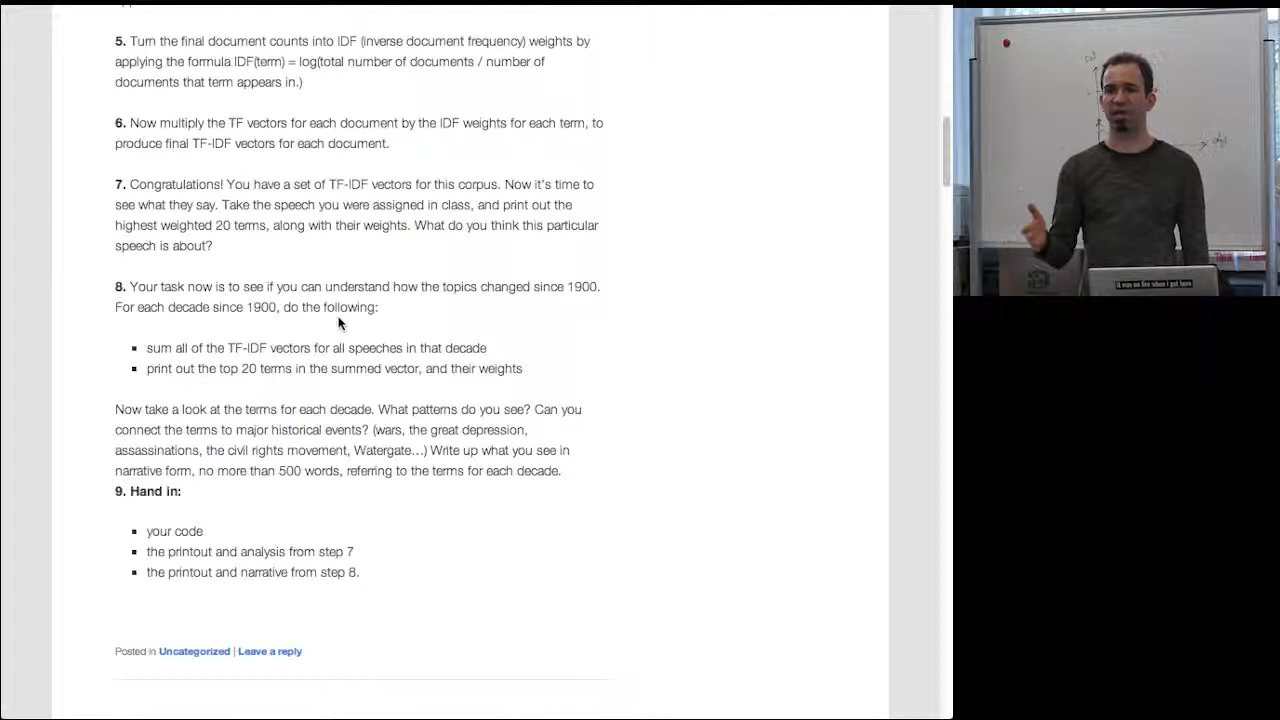 5. Turn the final document counts into IDF (inverse document frequency) weights by
applying the formula IDF(term) = log(total number of documents / number of
documents that term appears in.)
6. Now multiply the TF vectors for each document by the IDF weights for each term, to
produce final TF-IDF vectors for each document.
7. Congratulations! You have a set of TF-IDF vectors for this corpus. Now it's time to
see what they say. Take the speech you were assigned in class, and print out the
highest weighted 20 terms, along with their weights. What do you think this particular
speech is about?
8. Your task now is to see if you can understand how the topics changed since 1900.
For each decade since 1900, do the following:
sum all of the TF-IDF vectors for all speeches in that decade
print out the top 20 terms in the summed vector, and their weights
Now take a look at the terms for each decade. What patterns do you see? Can you
connect the terms to major historical events? (wars, the great depression,
assassinations, the civil rights movement, Watergate...) Write up what you see in
narrative form, no more than 500 words, referring to the terms for each decade.
9. Hand in:
your code
the printout and analysis from step 7
the printout and narrative from step 8.
Posted in Uncategorized | Leave a reply
It was on fire when I got here